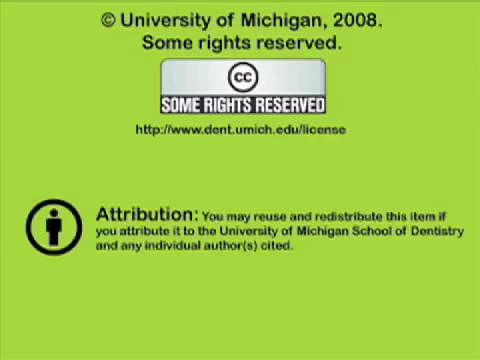 © University of Michigan, 2008.
Some rights reserved.
cc
SOME RIGHTS RESERVED
http://www.dent.umich.edu/license
Attribution: You may reuse and redistribute this item if
you attribute it to the University of Michigan School of Dentistry
and any individual author(s) cited.